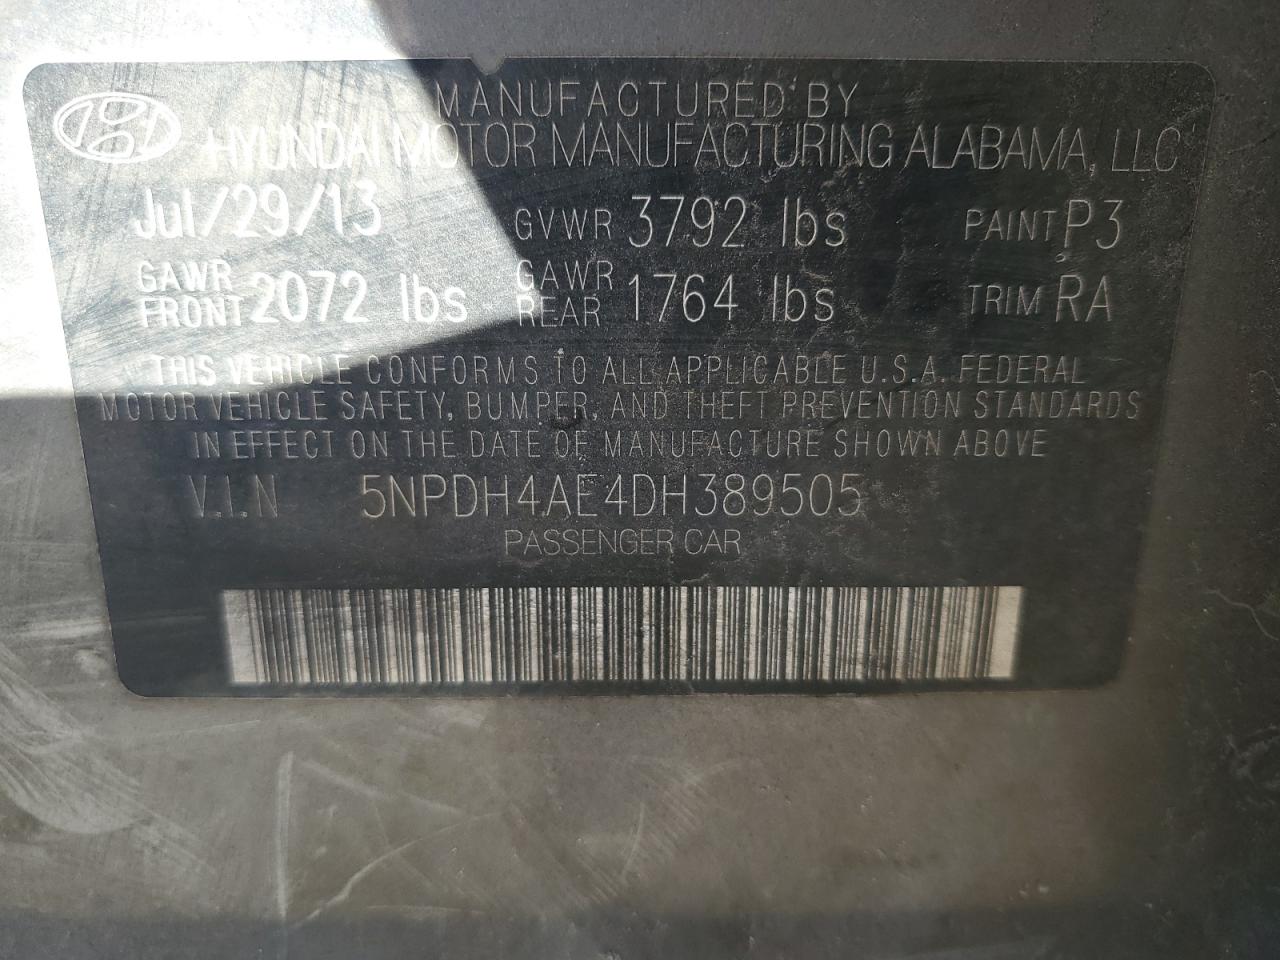 MANUFACTURED BY
HYUNDAI MOTOR MANUFACTURING ALABAMA, LLC
Jul/29/13 GVWR 3792 lbs PAINT P3
GAWR FRONT 2072 lbs GAWR REAR 1764 lbs TRIM RA
THIS VEHICLE CONFORMS TO ALL APPLICABLE U.S.A. FEDERAL
MOTOR VEHICLE SAFETY, BUMPER, AND THEFT PREVENTION STANDARDS
IN EFFECT ON THE DATE OF MANUFACTURE SHOWN ABOVE
V.I.N 5NPDH4AE4DH389505
PASSENGER CAR